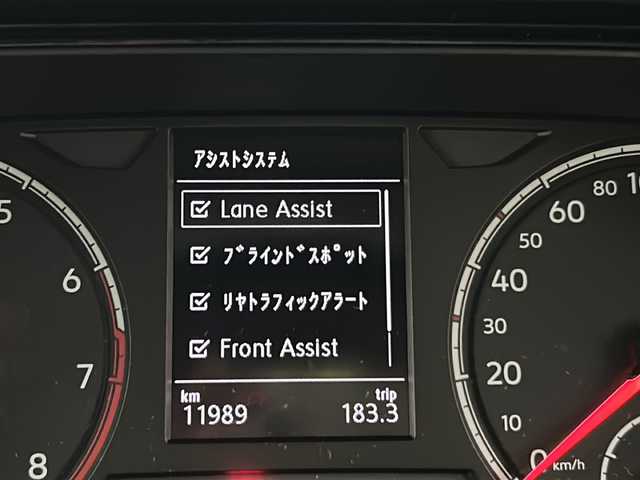 アシストシステム
Lane Assist
ブラインドスポット
リヤトラフィックアラート
Front Assist
km
trip
11989
183.3
5
6
7
8
0
10
20
30
40
50
60
80
km/h